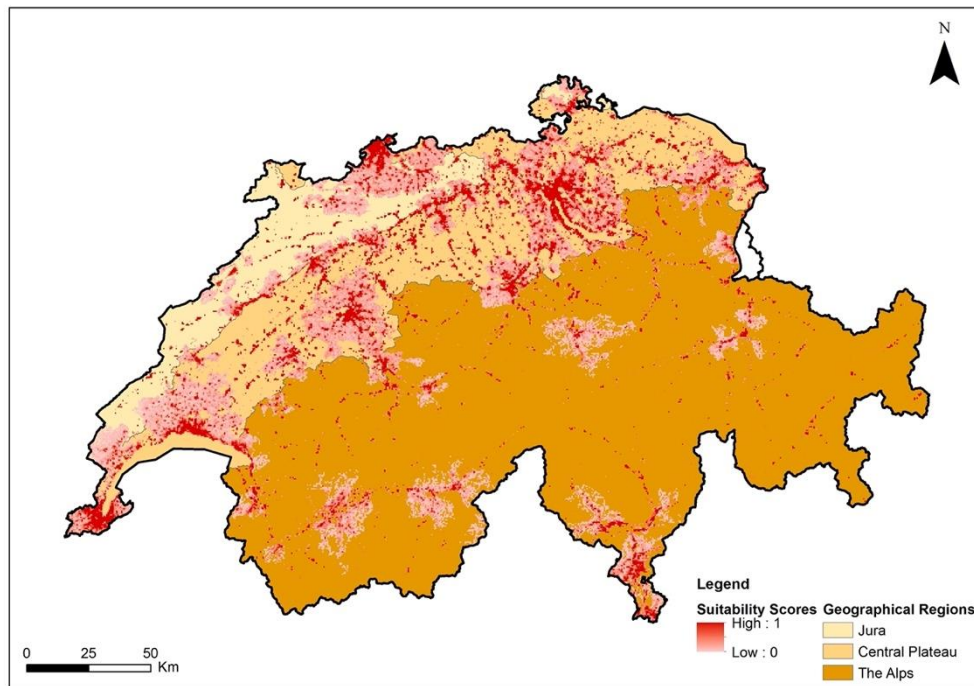 N
Legend
Suitability Scores
High : 1
Low : 0
Geographical Regions
Jura
Central Plateau
The Alps
0 25 50
Km